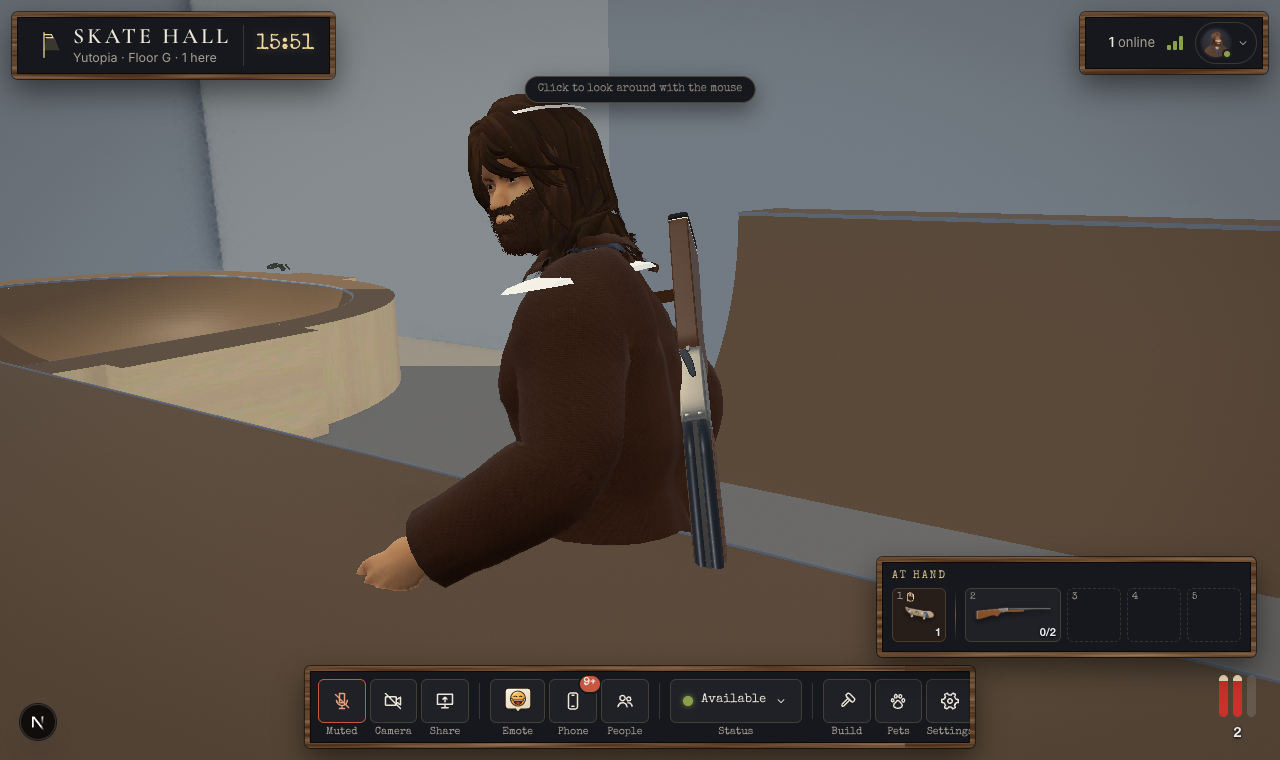 SKATE HALL
Yutopia · Floor G · 1 here
15:51
1 online
Click to look around with the mouse
AT HAND
1
1
2
0/2
3
4
5
9+
Available
Muted
Camera
Share
Emote
Phone
People
Status
Build
Pets
Settings
N
2